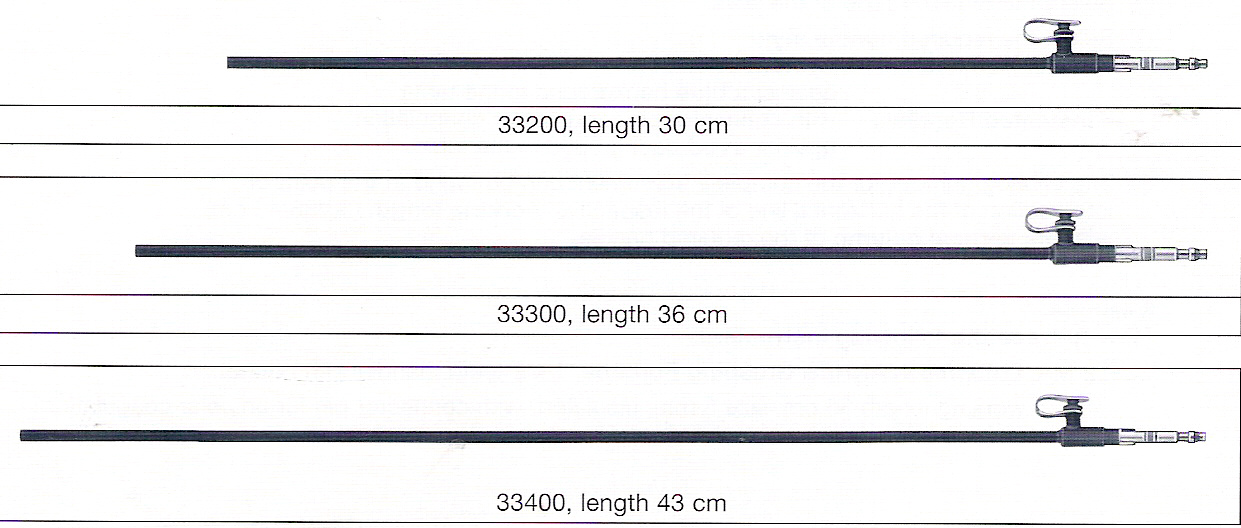 33200, length 30 cm
33300, length 36 cm
33400, length 43 cm